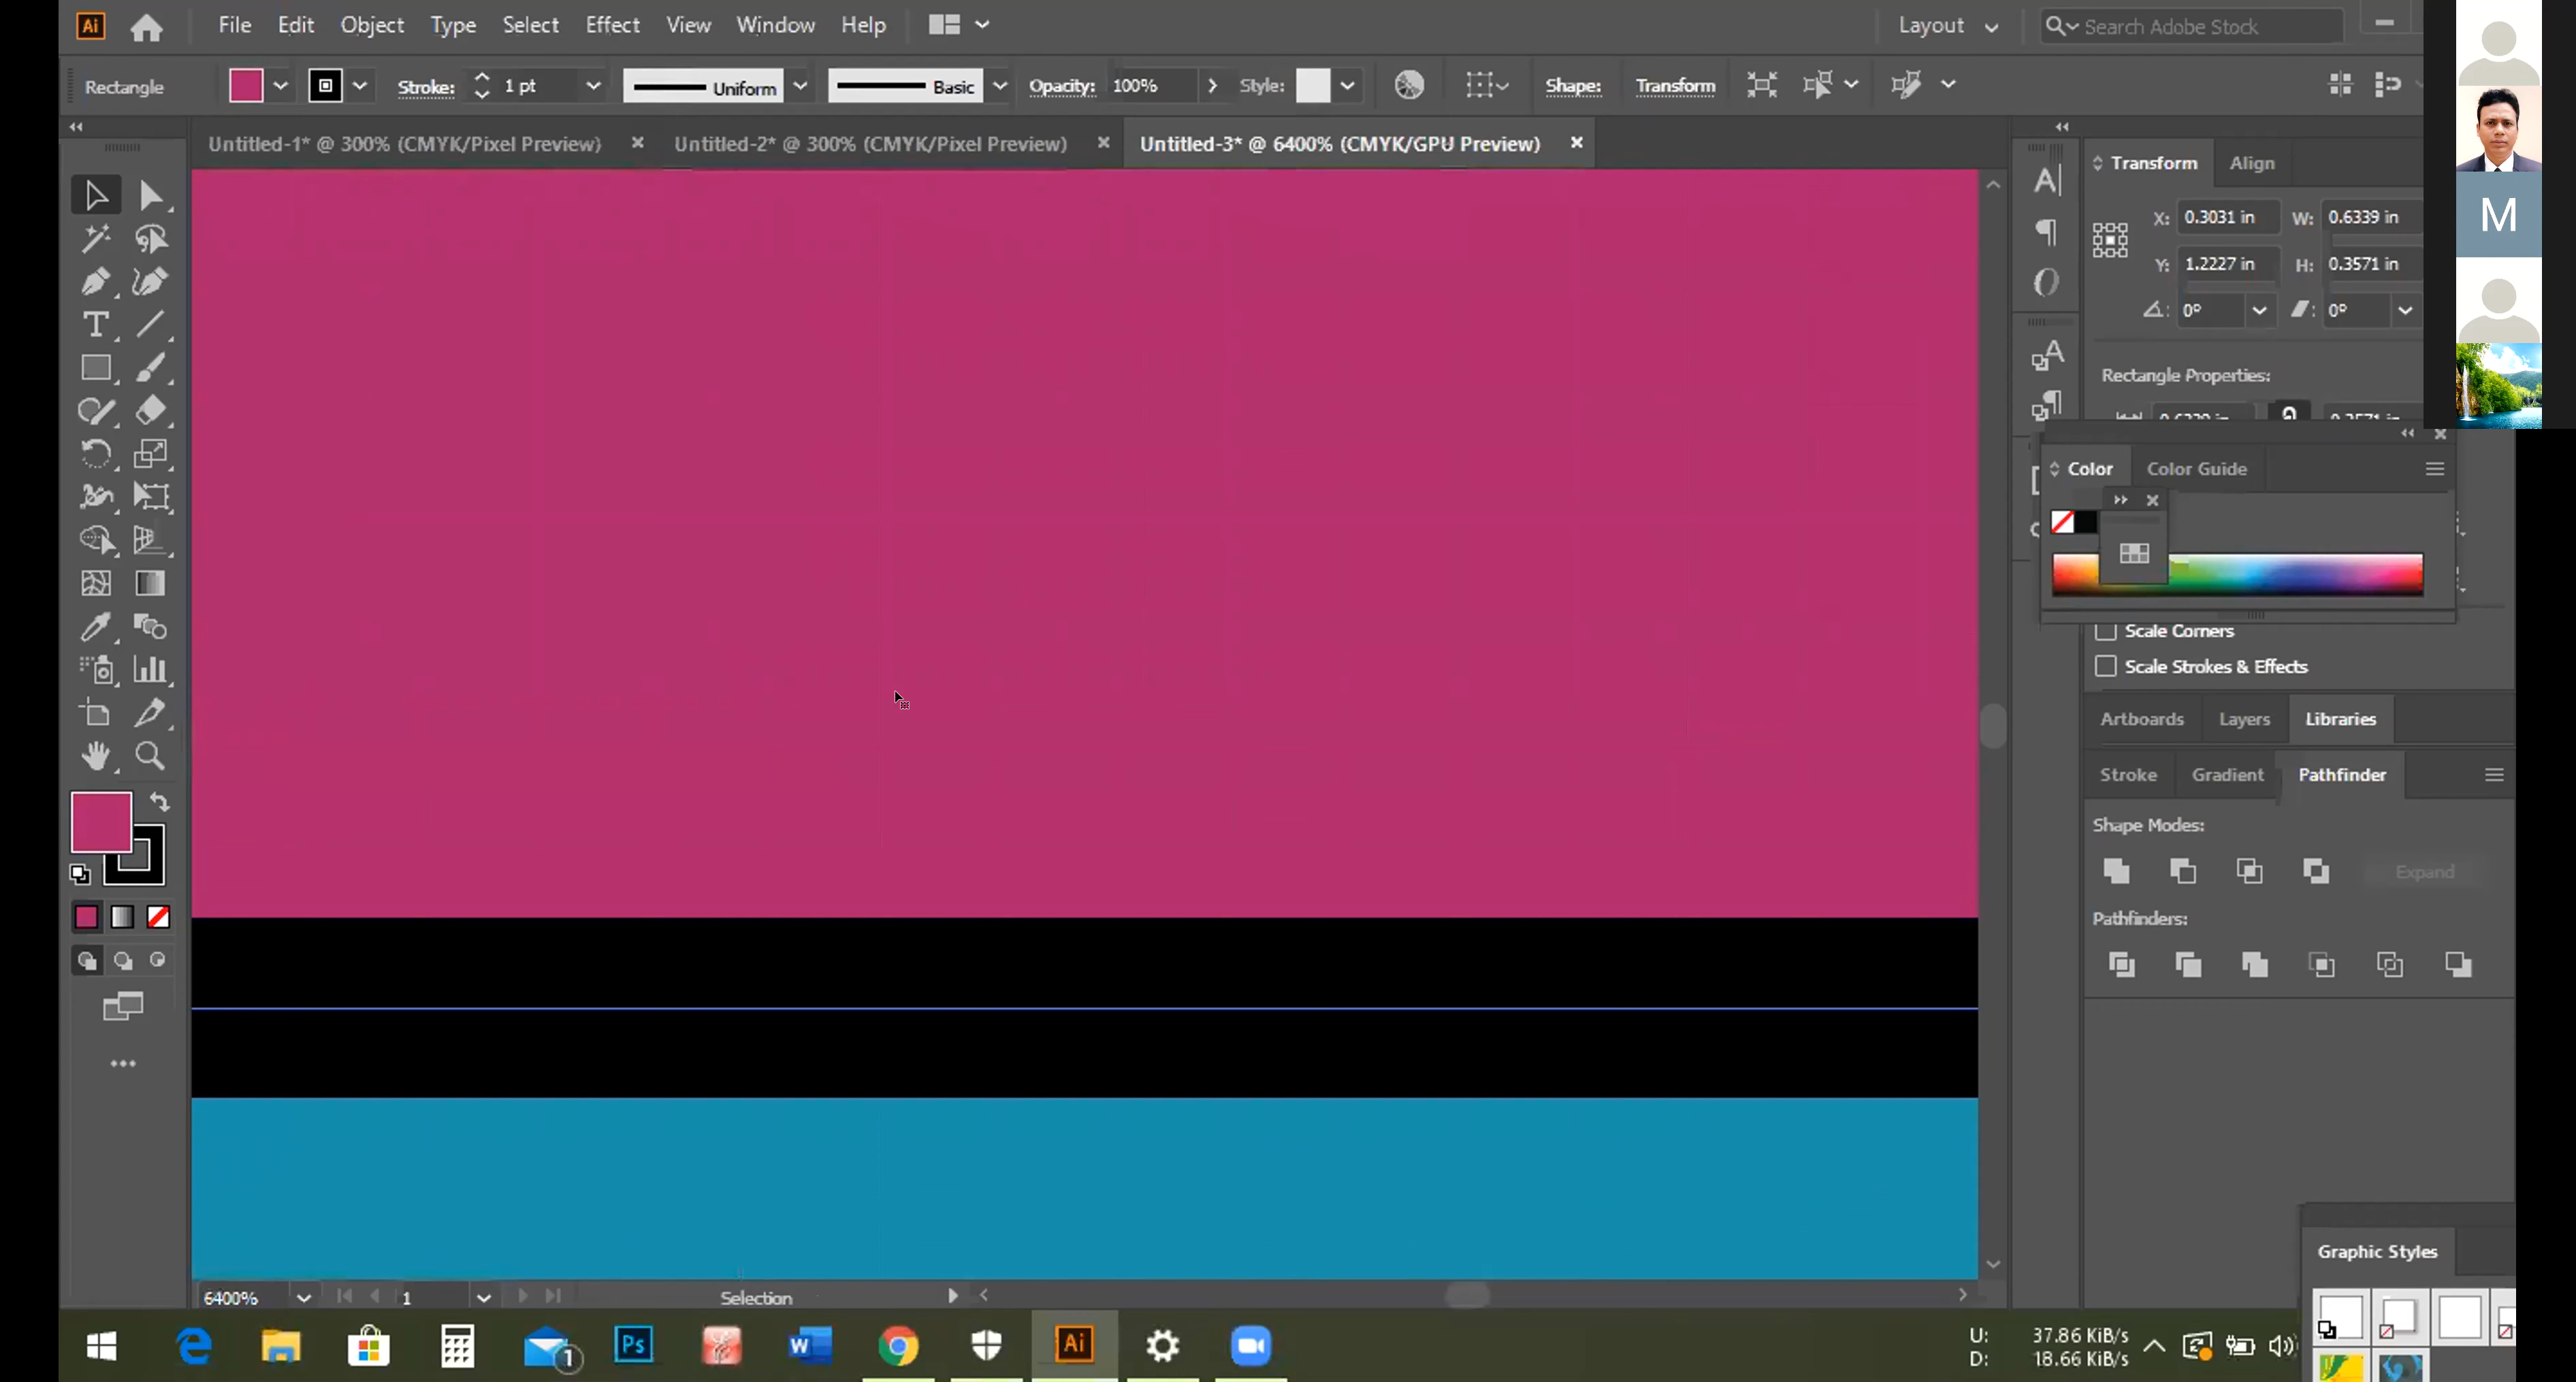 Ai File Edit Object Type Select Effect View Window Help Layout Search Adobe Stock
Rectangle Stroke: 1 pt Uniform Basic Opacity: 100% Style: Shape: Transform
Untitled-1* @ 300% (CMYK/Pixel Preview) Untitled-2* @ 300% (CMYK/Pixel Preview) Untitled-3* @ 6400% (CMYK/GPU Preview)
Transform Align
X: 0.3031 in W: 0.6339 in
M
Y: 1.2227 in H: 0.3571 in
0° 0°
Rectangle Properties:
Color Color Guide
Scale Corners
Scale Strokes & Effects
Artboards Layers Libraries
Stroke Gradient Pathfinder
Shape Modes:
Expand
Pathfinders:
Graphic Styles
6400% 1 Selection
1 Ps W Ai
U: 37.86 KiB/s
D: 18.66 KiB/s